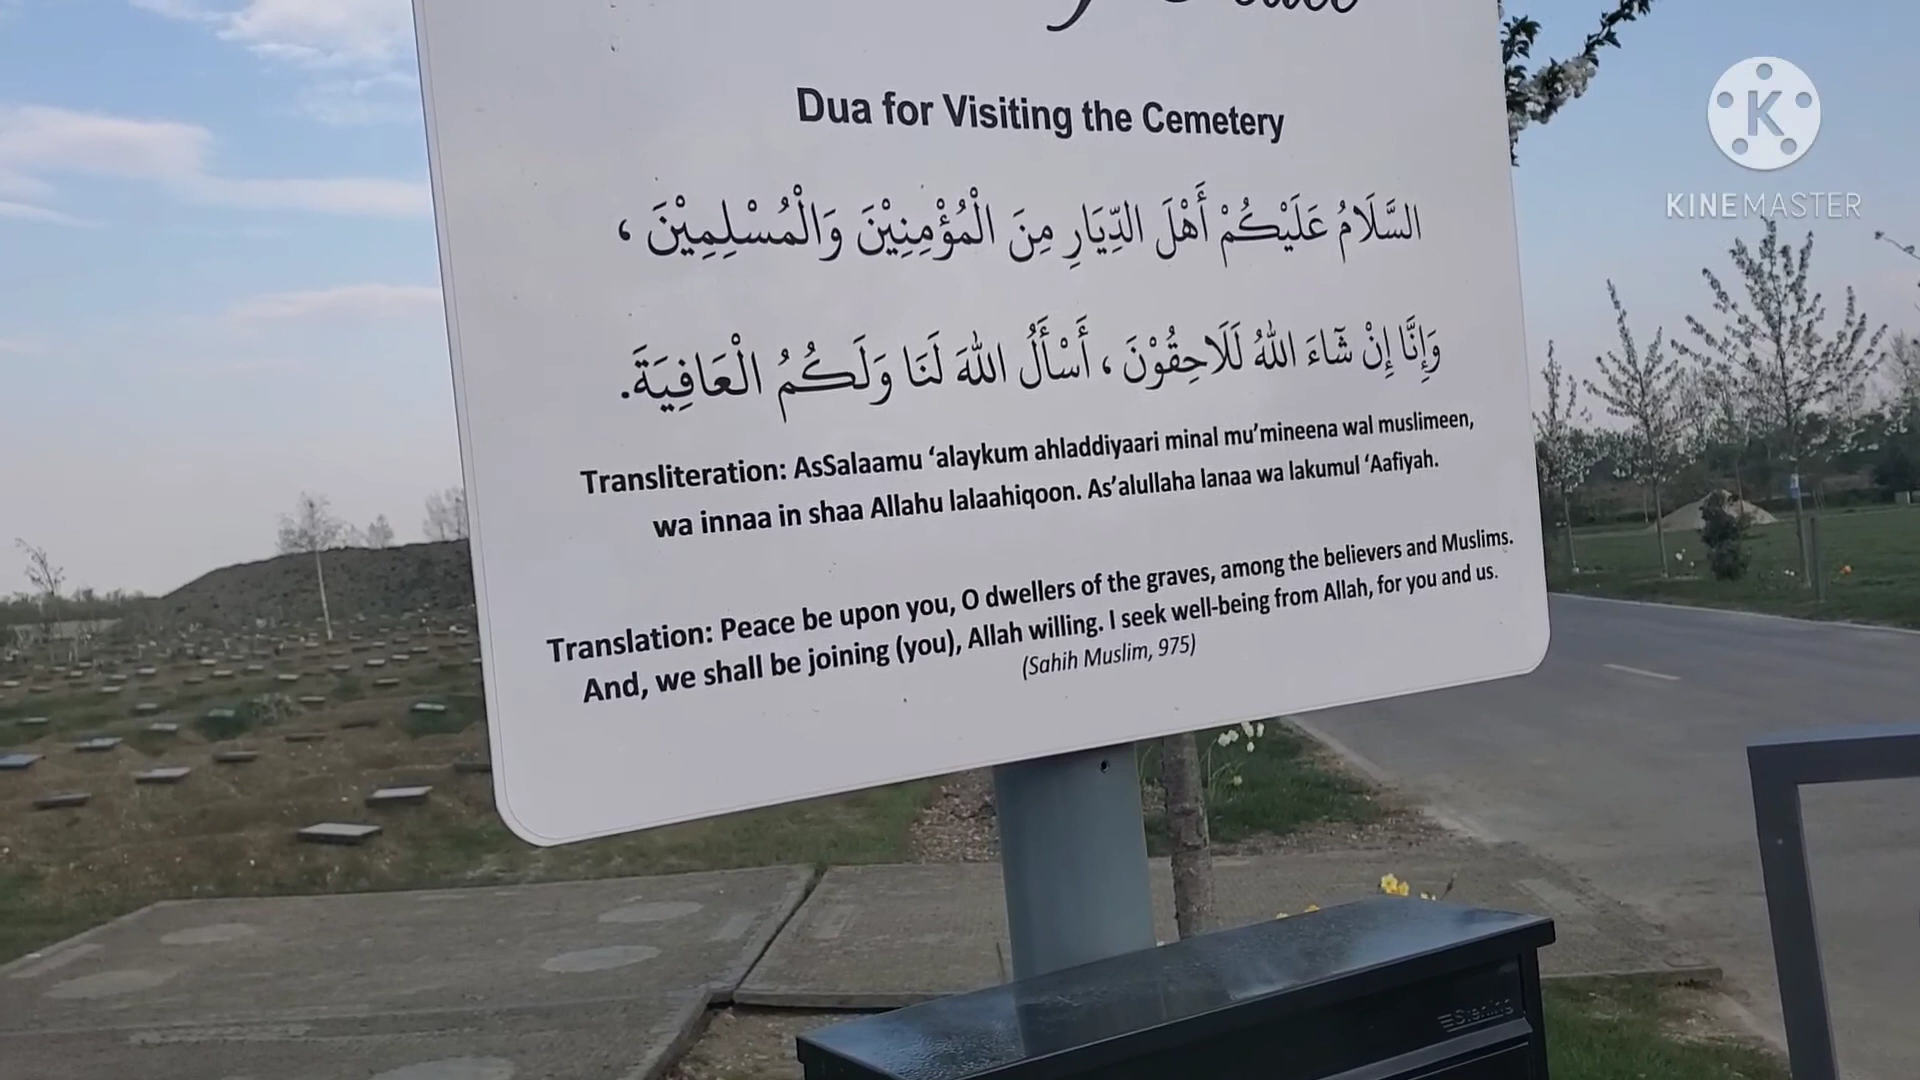 Dua for Visiting the Cemetery
السَّلَامُ عَلَيْكُمْ أَهْلَ الدِّيَارِ مِنَ الْمُؤْمِنِيْنَ وَالْمُسْلِمِيْنَ ،
وَإِنَّا إِنْ شَاءَ اللهُ لَلَاحِقُوْنَ ، أَسْأَلُ اللهَ لَنَا وَلَكُمُ الْعَافِيَةَ.
Transliteration: AsSalaamu ‘alaykum ahladdiyaari minal mu’mineena wal muslimeen,
wa innaa in shaa Allahu lalaahiqoon. As’alullaha lanaa wa lakumul ‘Aafiyah.
Translation: Peace be upon you, O dwellers of the graves, among the believers and Muslims.
And, we shall be joining (you), Allah willing. I seek well-being from Allah, for you and us.
(Sahih Muslim, 975)
K
KINEMASTER
Sterling